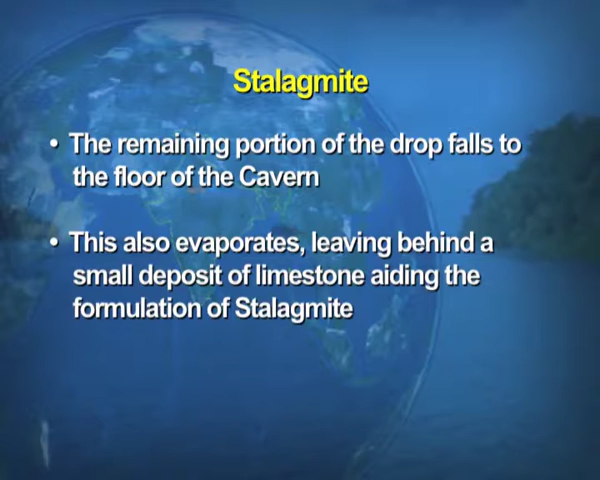 Stalagmite
• The remaining portion of the drop falls to
the floor of the Cavern
• This also evaporates, leaving behind a
small deposit of limestone aiding the
formulation of Stalagmite